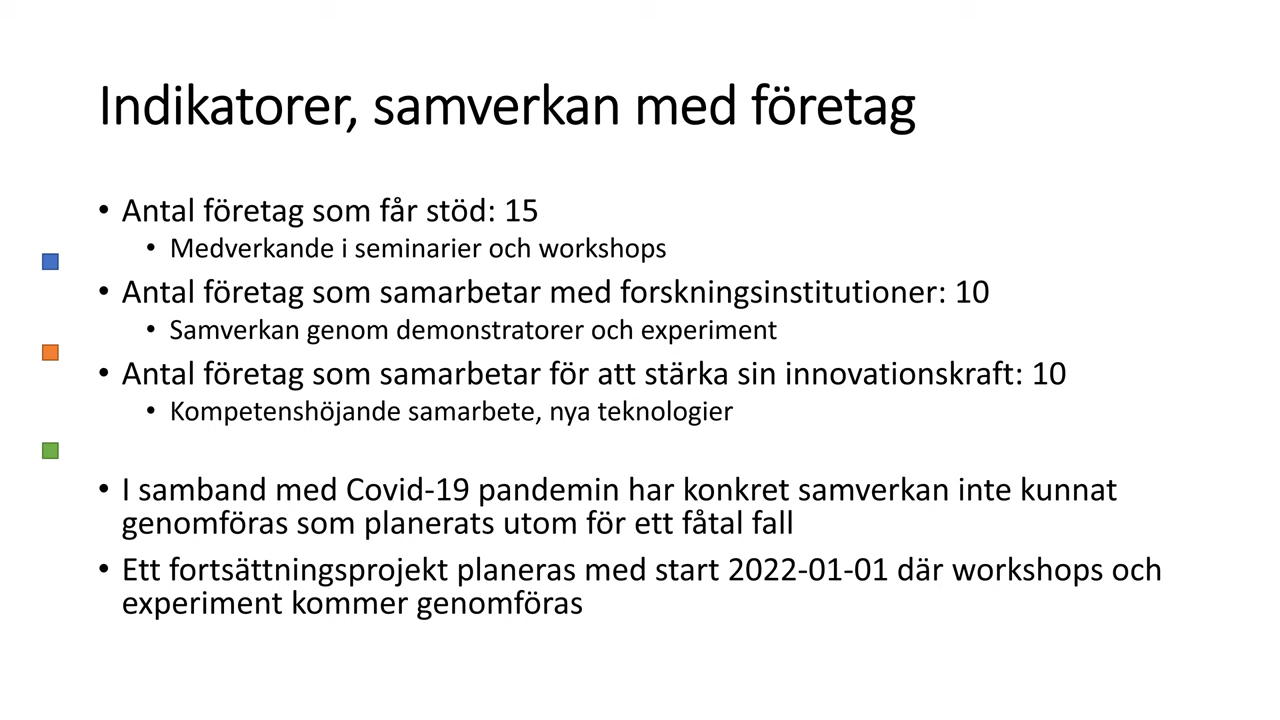 Indikatorer, samverkan med företag
• Antal företag som får stöd: 15
• Medverkande i seminarier och workshops
• Antal företag som samarbetar med forskningsinstitutioner: 10
• Samverkan genom demonstratorer och experiment
• Antal företag som samarbetar för att stärka sin innovationskraft: 10
• Kompetenshöjande samarbete, nya teknologier
• I samband med Covid-19 pandemin har konkret samverkan inte kunnat
genomföras som planerats utom för ett fåtal fall
• Ett fortsättningsprojekt planeras med start 2022-01-01 där workshops och
experiment kommer genomföras